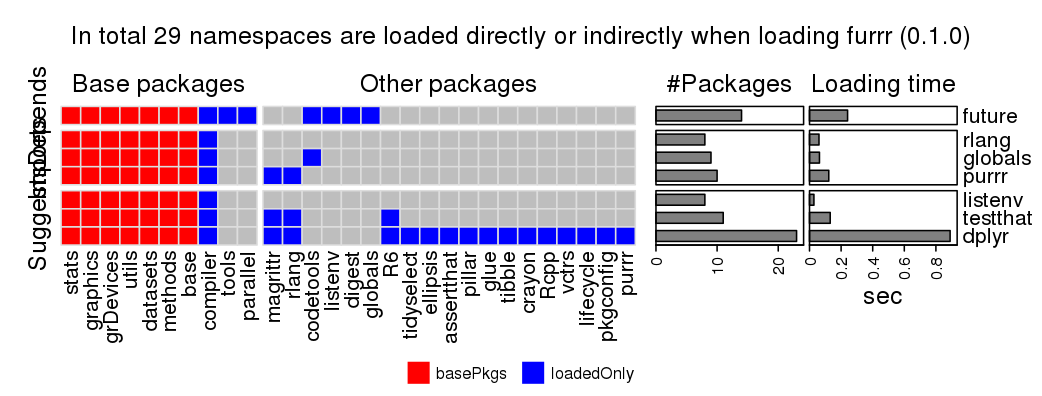 In total 29 namespaces are loaded directly or indirectly when loading furrr (0.1.0)
Base packages
Other packages
#Packages
Loading time
Depends
Imports
Suggests
future
rlang
globals
purrr
listenv
testthat
dplyr
stats
graphics
grDevices
utils
datasets
methods
base
compiler
tools
parallel
magrittr
rlang
codetools
listenv
digest
globals
R6
tidyselect
ellipsis
assertthat
pillar
glue
tibble
crayon
Rcpp
vctrs
lifecycle
pkgconfig
purrr
0
10
20
0
0.2
0.4
0.6
0.8
sec
basePkgs
loadedOnly